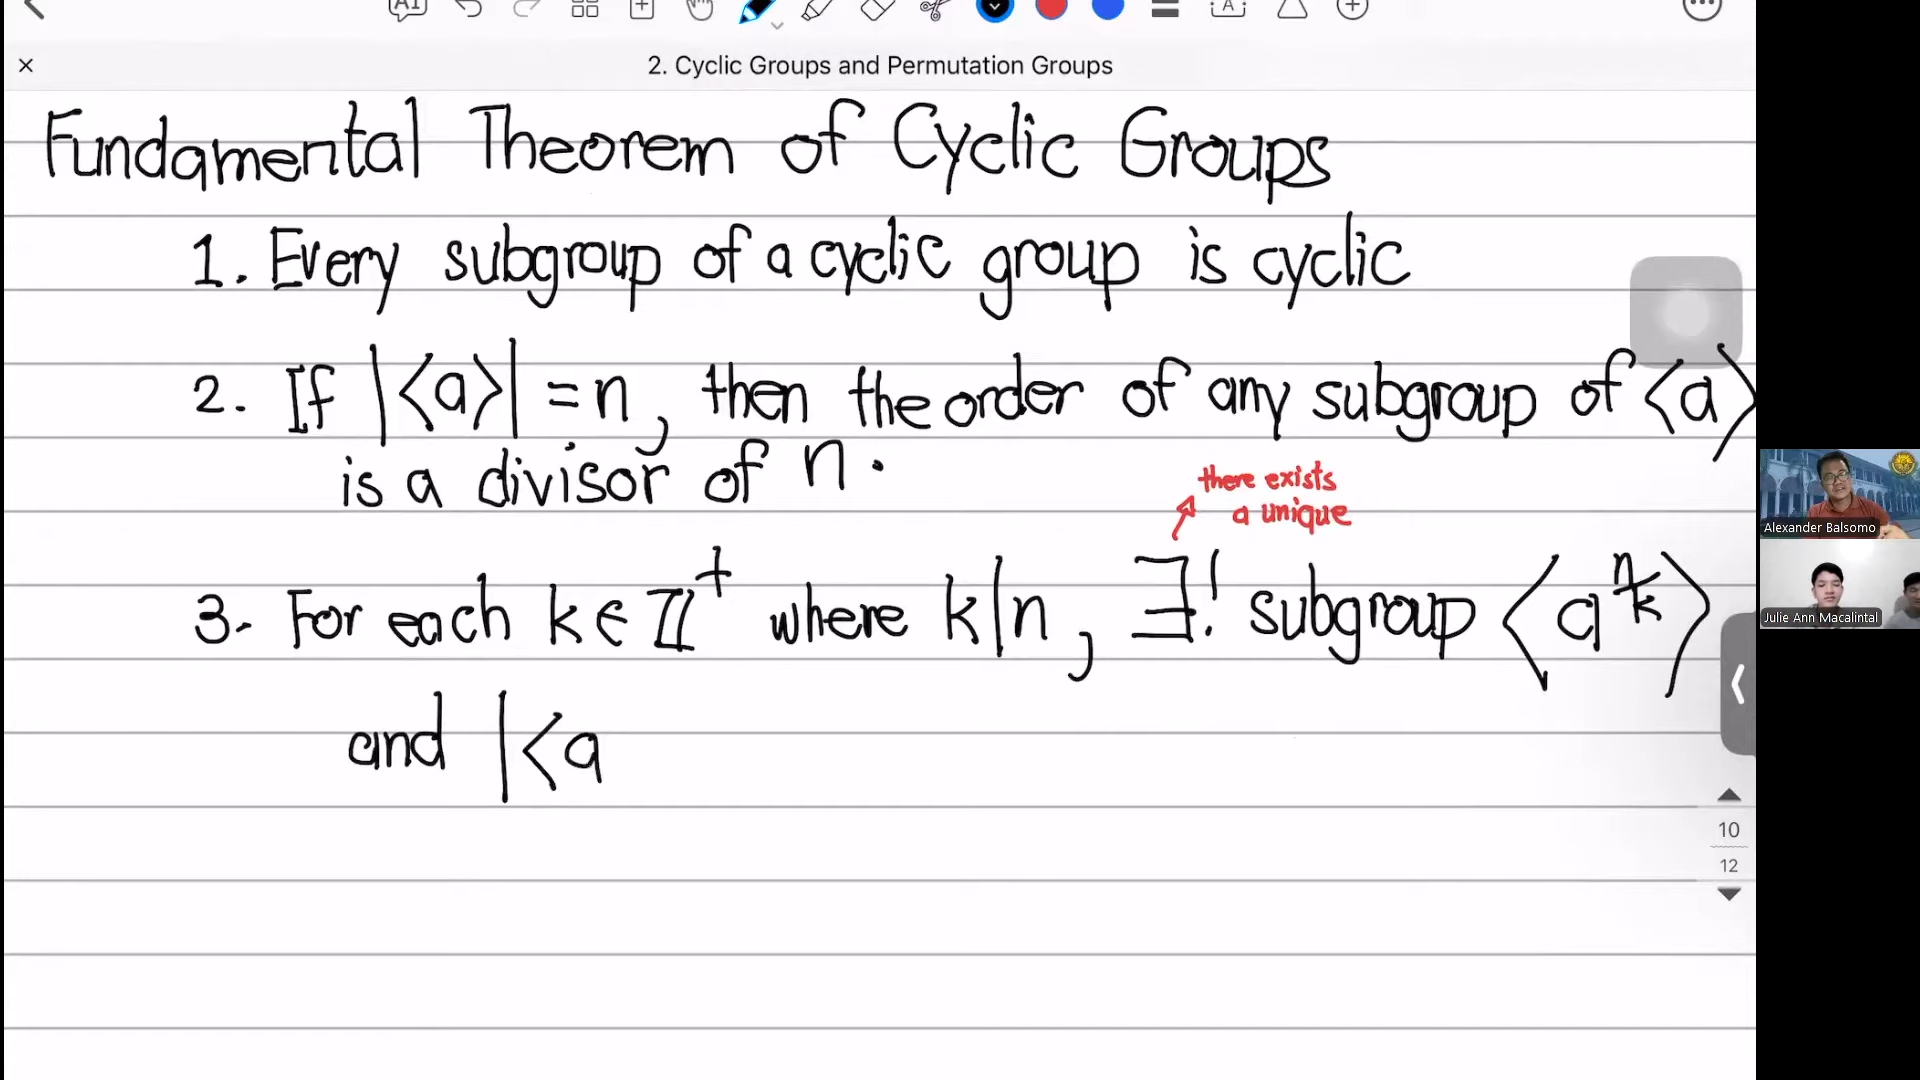 2. Cyclic Groups and Permutation Groups
Fundamental Theorem of Cyclic Groups
1. Every subgroup of a cyclic group is cyclic
2. If |⟨a⟩| = n, then the order of any subgroup of ⟨a⟩
is a divisor of n.
there exists
a unique
3. For each k ∈ ℤ⁺ where k|n, ∃! subgroup ⟨a^{n/k}⟩
and |⟨a
10
12
Alexander Balsomo
Julie Ann Macalintal